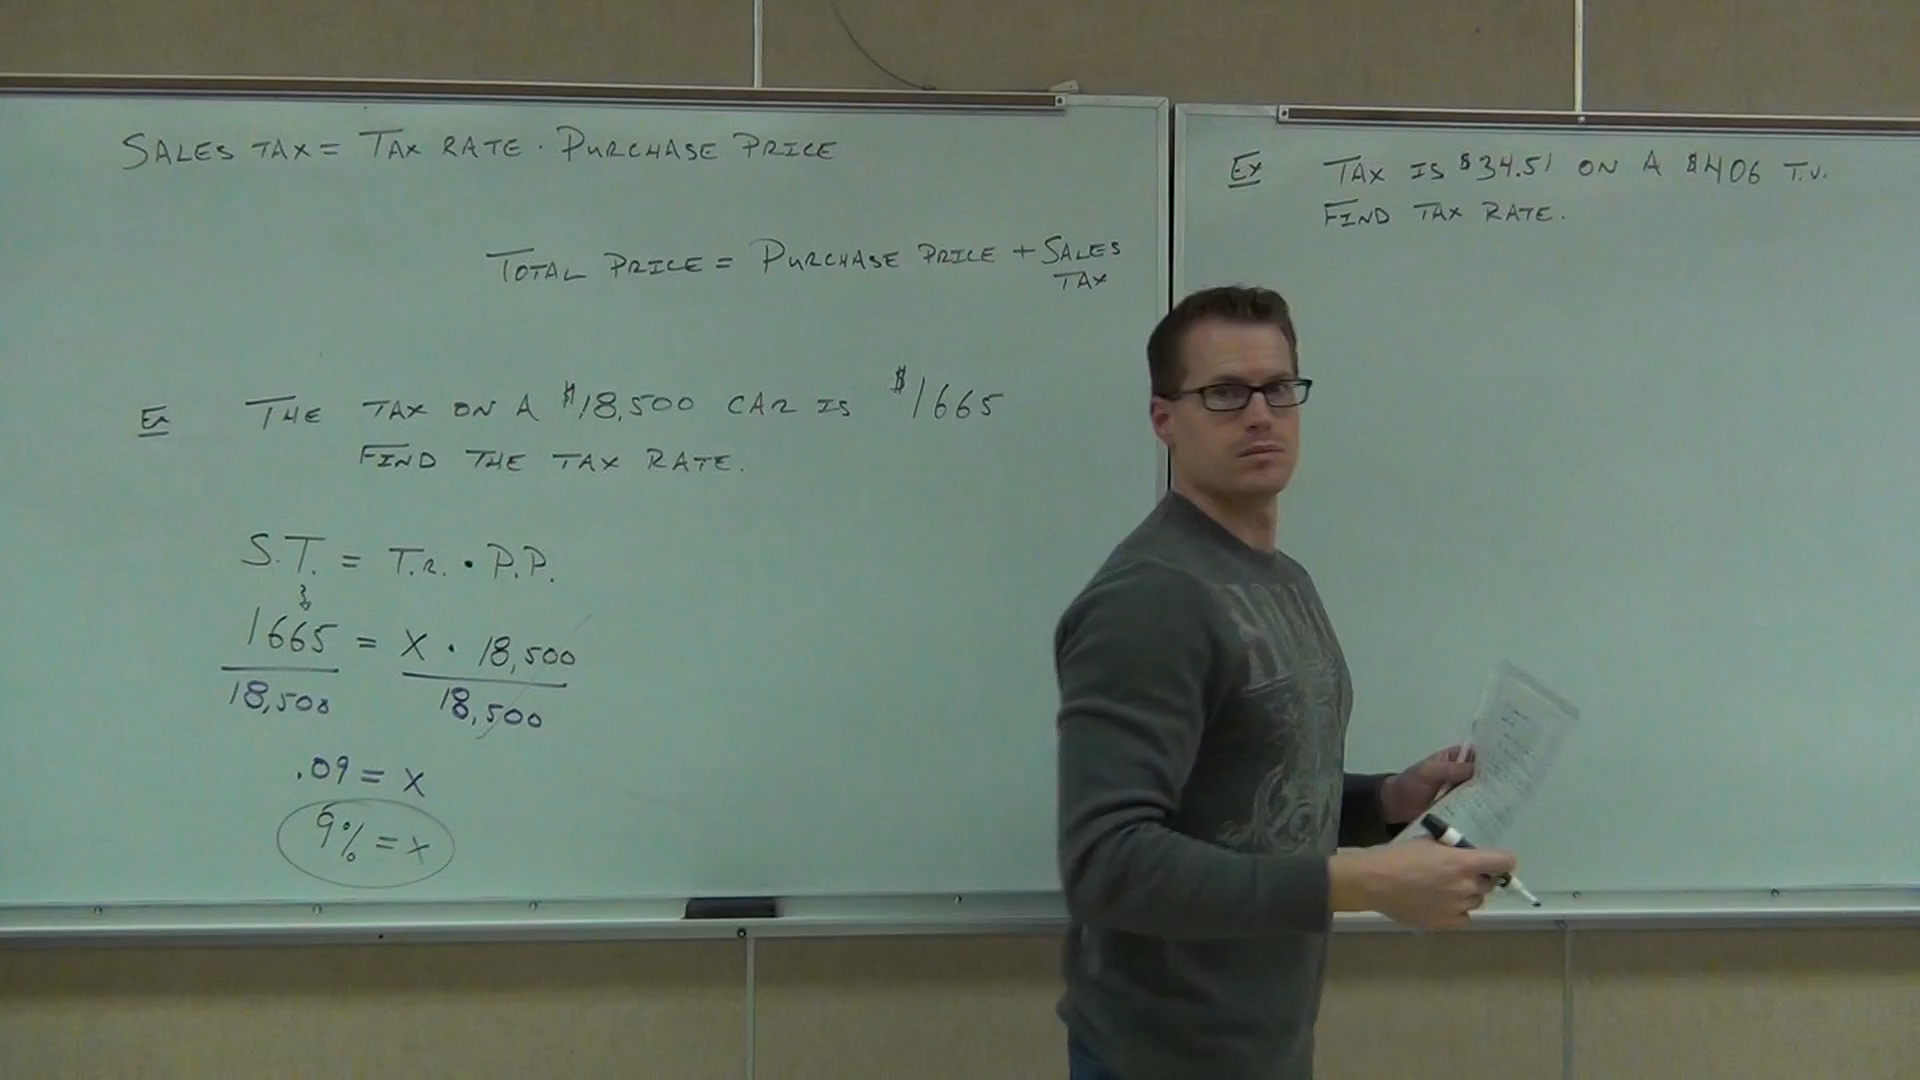 SALES TAX = TAX RATE · PURCHASE PRICE
TOTAL PRICE = PURCHASE PRICE + SALES
TAX
Ex THE TAX ON A $18,500 CAR IS $1665
FIND THE TAX RATE.
S.T. = T.R. · P.P.
1665 = X · 18,500
18,500 18,500
.09 = X
9% = X
Ex TAX IS $34.51 ON A $406 T.V.
FIND TAX RATE.